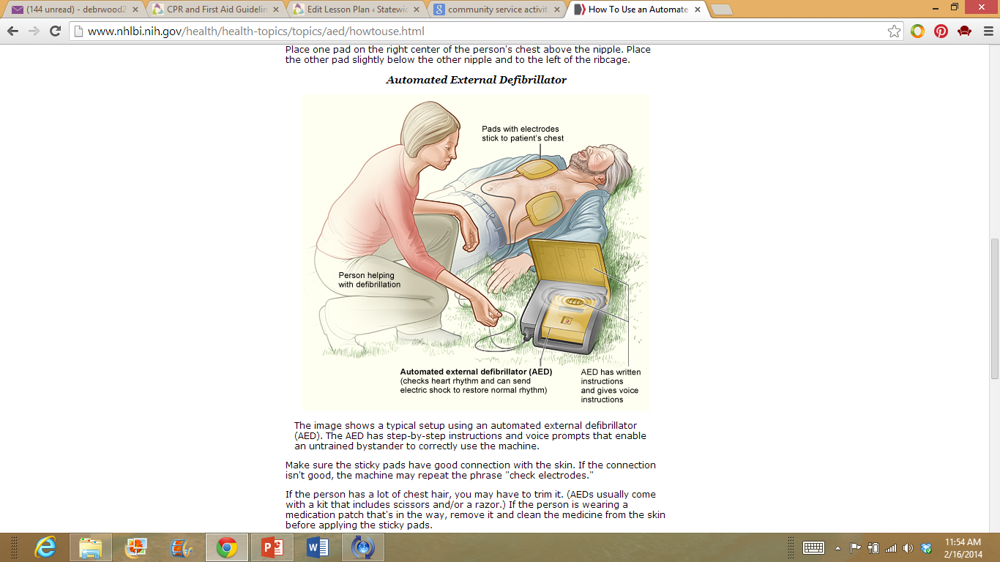 (144 unread) - debrwood2
CPR and First Aid Guidelin
Edit Lesson Plan ‹ Statewid
community service activit
How To Use an Automate
www.nhlbi.nih.gov/health/health-topics/topics/aed/howtouse.html
Place one pad on the right center of the person's chest above the nipple. Place
the other pad slightly below the other nipple and to the left of the ribcage.
Automated External Defibrillator
Pads with electrodes
stick to patient's chest
Person helping
with defibrillation
Automated external defibrillator (AED)
(checks heart rhythm and can send
electric shock to restore normal rhythm)
AED has written
instructions
and gives voice
instructions
The image shows a typical setup using an automated external defibrillator
(AED). The AED has step-by-step instructions and voice prompts that enable
an untrained bystander to correctly use the machine.
Make sure the sticky pads have good connection with the skin. If the connection
isn't good, the machine may repeat the phrase "check electrodes."
If the person has a lot of chest hair, you may have to trim it. (AEDs usually come
with a kit that includes scissors and/or a razor.) If the person is wearing a
medication patch that's in the way, remove it and clean the medicine from the skin
before applying the sticky pads.
11:54 AM
2/16/2014